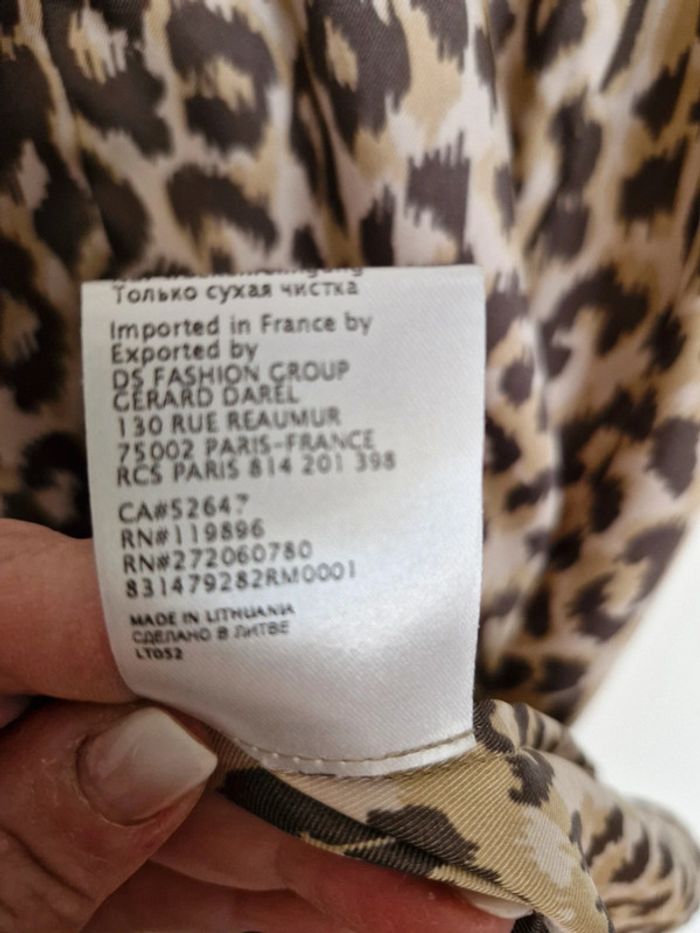 Только сухая чистка
Imported in France by
Exported by
DS FASHION GROUP
GERARD DAREL
130 RUE REAUMUR
75002 PARIS-FRANCE
RCS PARIS 814 201 398
CA#52647
RN#119896
RN#272060780
831479282RM0001
MADE IN LITHUANIA
СДЕЛАНО В ЛИТВЕ
LT052